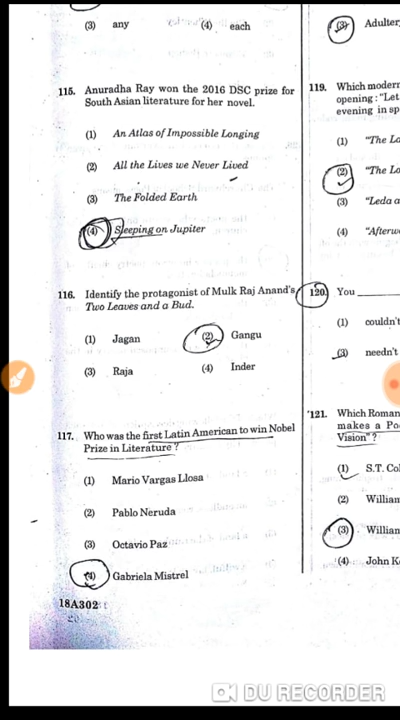 (3) any (4) each
115. Anuradha Ray won the 2016 DSC prize for
South Asian literature for her novel.
(1) An Atlas of Impossible Longing
(2) All the Lives we Never Lived
(3) The Folded Earth
(4) Sleeping on Jupiter
116. Identify the protagonist of Mulk Raj Anand's
Two Leaves and a Bud.
(1) Jagan (2) Gangu
(3) Raja (4) Inder
117. Who was the first Latin American to win Nobel
Prize in Literature ?
(1) Mario Vargas Llosa
(2) Pablo Neruda
(3) Octavio Paz
(4) Gabriela Mistrel
18A302
(3) Adulter
119. Which modern
opening : "Let
evening in sp
(1) "The Lo
(2) "The Lo
(3) "Leda a
(4) "Afterw
120. You ____
(1) couldn't
(3) needn't
121. Which Roman
makes a Po
Vision" ?
(1) S.T. Col
(2) William
(3) William
(4) John K
DU RECORDER